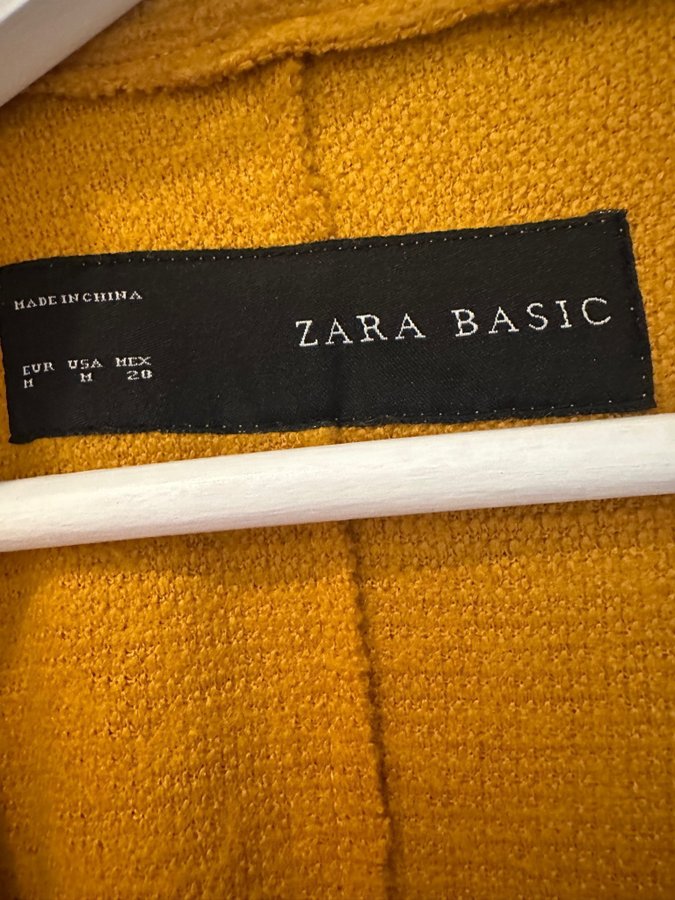 MADE IN CHINA
ZARA BASIC
EUR USA MEX
M M 28